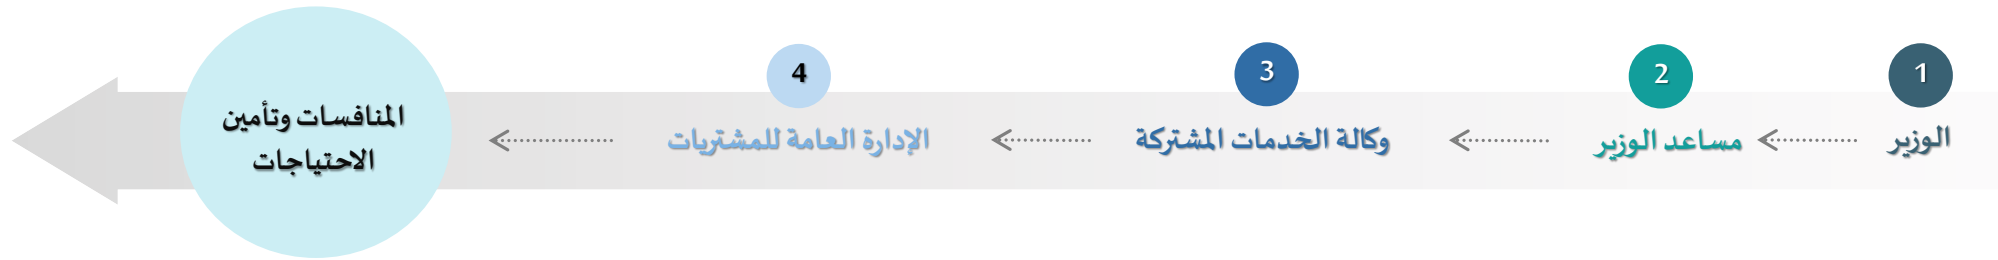 1
الوزير
2
مساعد الوزير
3
وكالة الخدمات المشتركة
4
الإدارة العامة للمشتريات
المنافسات وتأمين
الاحتياجات